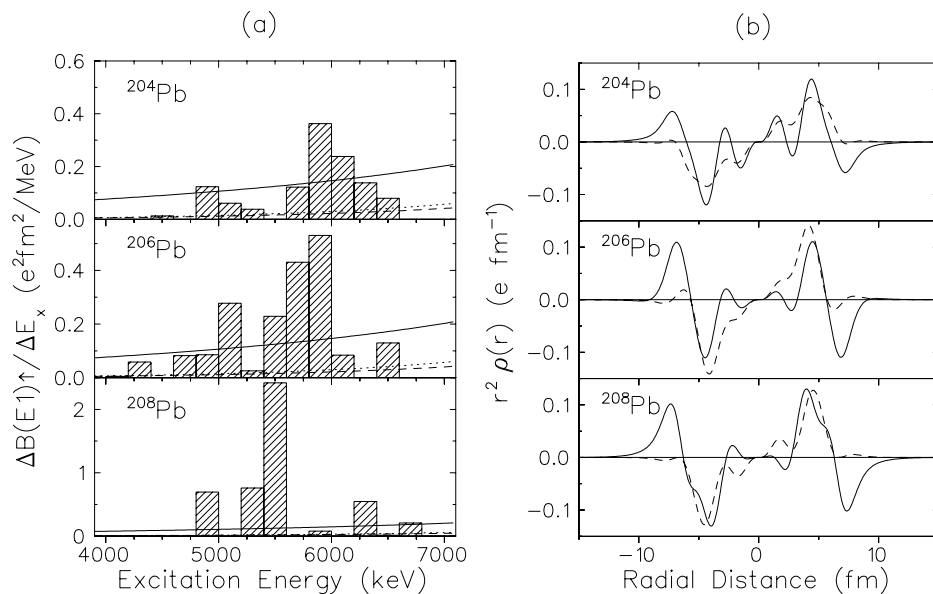 (a)
(b)
ΔB(E1)↑/ΔE_x (e²fm²/MeV)
0.6
0.4
0.2
0.0
²⁰⁴Pb
0.4
0.2
0.0
²⁰⁶Pb
2
1
0
²⁰⁸Pb
4000 5000 6000 7000
Excitation Energy (keV)
r² ρ(r) (e fm⁻¹)
0.1
0.0
−0.1
²⁰⁴Pb
0.1
0.0
−0.1
²⁰⁶Pb
0.1
0.0
−0.1
²⁰⁸Pb
−10 0 10
Radial Distance (fm)